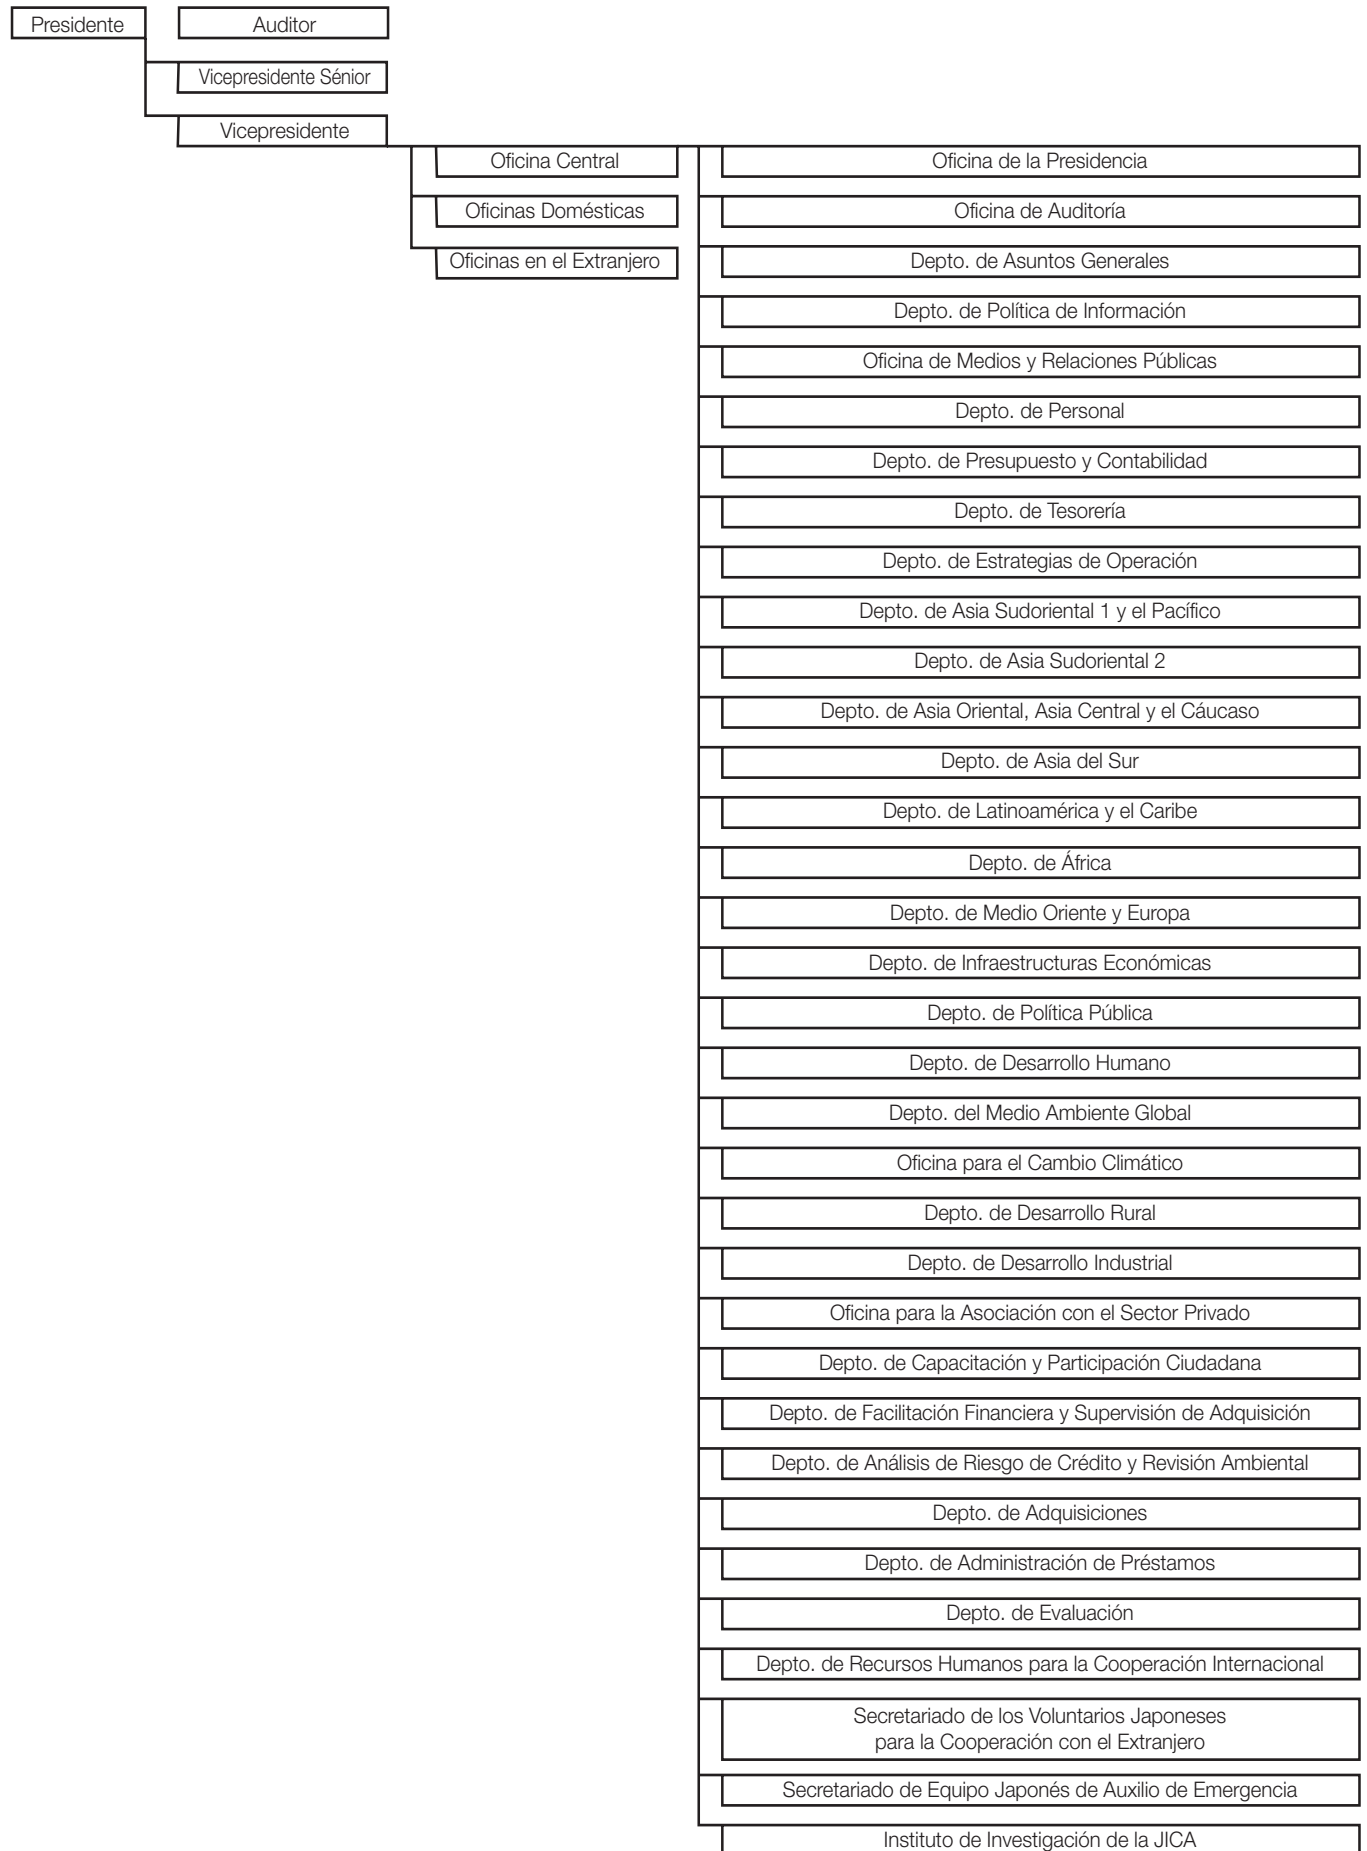 Presidente
Auditor
Vicepresidente Sénior
Vicepresidente
Oficina Central
Oficinas Domésticas
Oficinas en el Extranjero
Oficina de la Presidencia
Oficina de Auditoría
Depto. de Asuntos Generales
Depto. de Política de Información
Oficina de Medios y Relaciones Públicas
Depto. de Personal
Depto. de Presupuesto y Contabilidad
Depto. de Tesorería
Depto. de Estrategias de Operación
Depto. de Asia Sudoriental 1 y el Pacífico
Depto. de Asia Sudoriental 2
Depto. de Asia Oriental, Asia Central y el Cáucaso
Depto. de Asia del Sur
Depto. de Latinoamérica y el Caribe
Depto. de África
Depto. de Medio Oriente y Europa
Depto. de Infraestructuras Económicas
Depto. de Política Pública
Depto. de Desarrollo Humano
Depto. del Medio Ambiente Global
Oficina para el Cambio Climático
Depto. de Desarrollo Rural
Depto. de Desarrollo Industrial
Oficina para la Asociación con el Sector Privado
Depto. de Capacitación y Participación Ciudadana
Depto. de Facilitación Financiera y Supervisión de Adquisición
Depto. de Análisis de Riesgo de Crédito y Revisión Ambiental
Depto. de Adquisiciones
Depto. de Administración de Préstamos
Depto. de Evaluación
Depto. de Recursos Humanos para la Cooperación Internacional
Secretariado de los Voluntarios Japoneses
para la Cooperación con el Extranjero
Secretariado de Equipo Japonés de Auxilio de Emergencia
Instituto de Investigación de la JICA